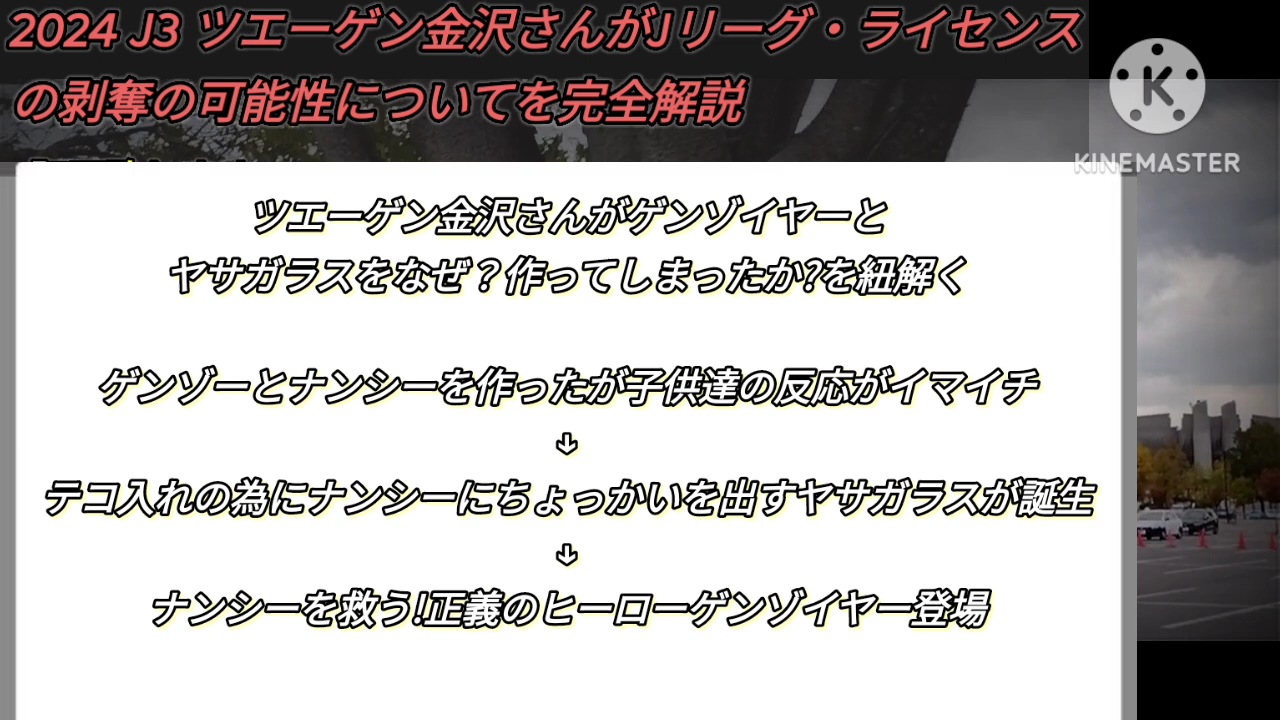 2024 J3 ツエーゲン金沢さんがJリーグ・ライセンス
の剥奪の可能性についてを完全解説
KINEMASTER
ツエーゲン金沢さんがゲンゾイヤーと
ヤサガラスをなぜ？作ってしまったか?を紐解く
ゲンゾーとナンシーを作ったが子供達の反応がイマイチ
↓
テコ入れの為にナンシーにちょっかいを出すヤサガラスが誕生
↓
ナンシーを救う!正義のヒーローゲンゾイヤー登場